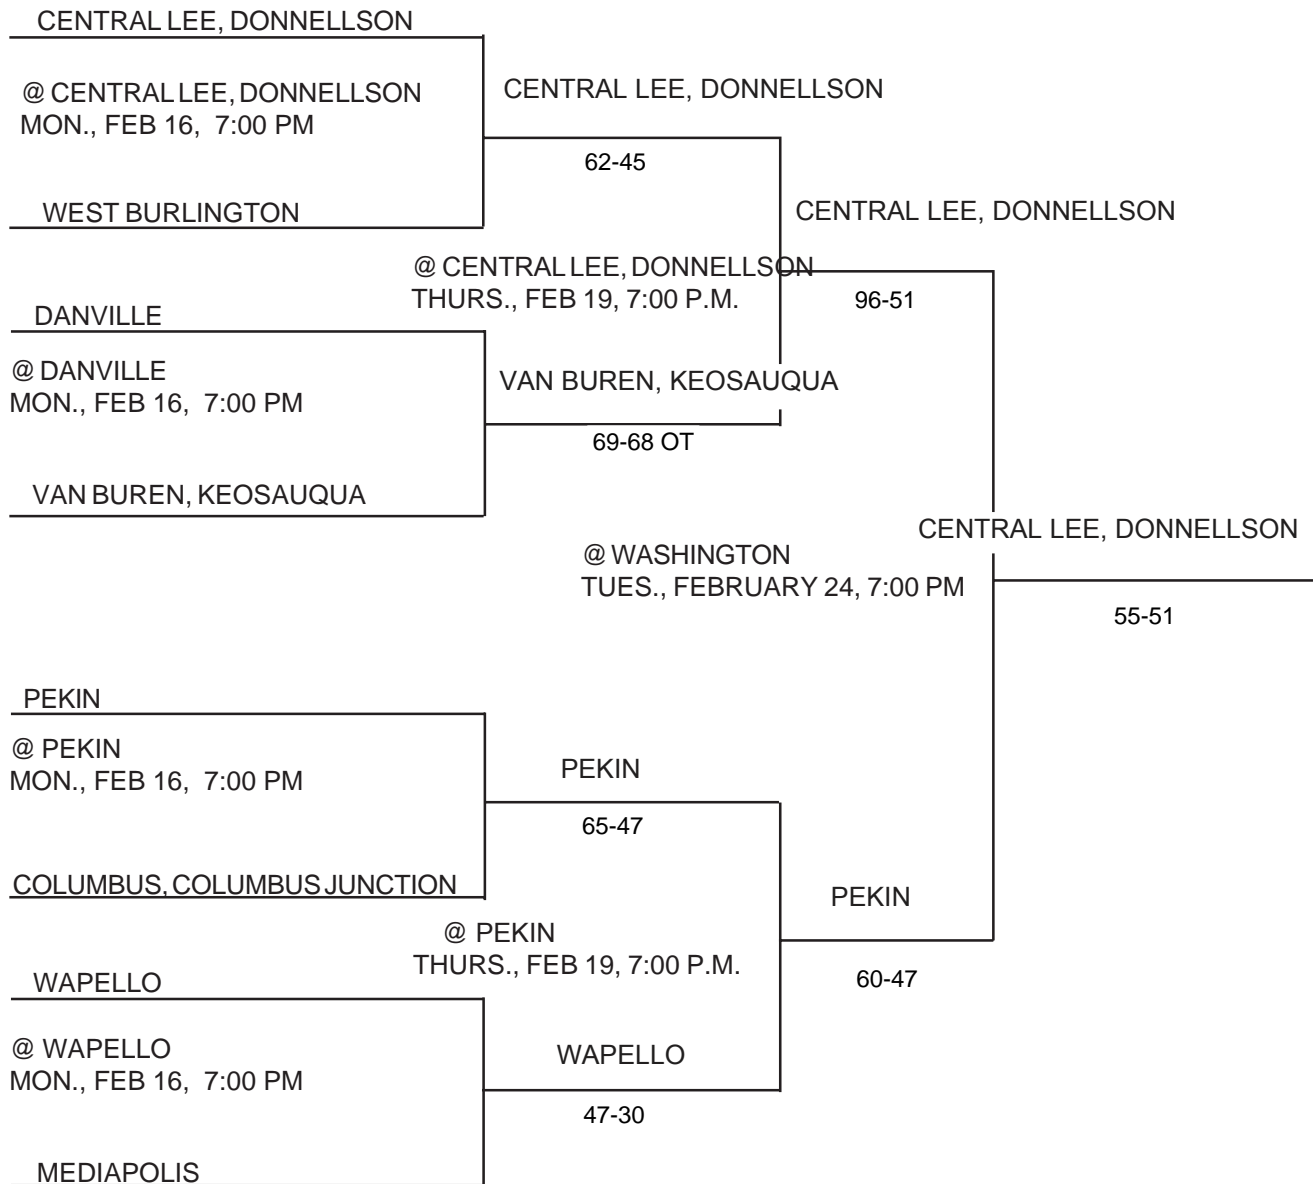 CENTRAL LEE, DONNELLSON
@ CENTRAL LEE, DONNELLSON
MON., FEB 16, 7:00 PM
CENTRAL LEE, DONNELLSON
62-45
WEST BURLINGTON
CENTRAL LEE, DONNELLSON
@ CENTRAL LEE, DONNELLSON
THURS., FEB 19, 7:00 P.M.
96-51
DANVILLE
@ DANVILLE
MON., FEB 16, 7:00 PM
VAN BUREN, KEOSAUQUA
69-68 OT
VAN BUREN, KEOSAUQUA
CENTRAL LEE, DONNELLSON
@ WASHINGTON
TUES., FEBRUARY 24, 7:00 PM
55-51
PEKIN
@ PEKIN
MON., FEB 16, 7:00 PM
PEKIN
65-47
COLUMBUS, COLUMBUS JUNCTION
PEKIN
@ PEKIN
THURS., FEB 19, 7:00 P.M.
60-47
WAPELLO
@ WAPELLO
MON., FEB 16, 7:00 PM
WAPELLO
47-30
MEDIAPOLIS